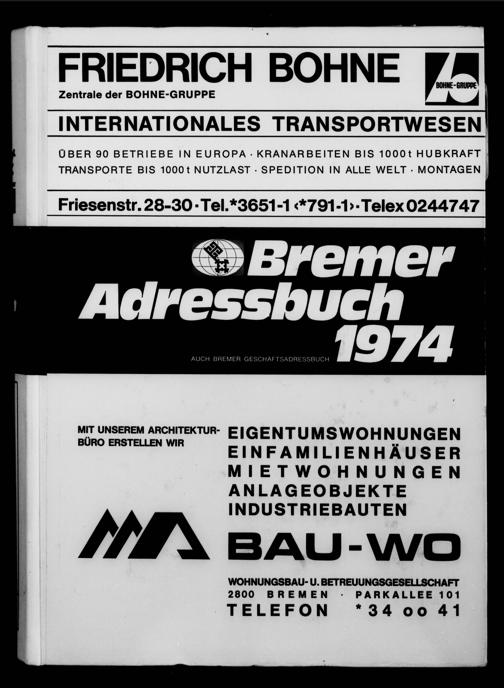 FRIEDRICH BOHNE
Zentrale der BOHNE-GRUPPE
BOHNE-GRUPPE
INTERNATIONALES TRANSPORTWESEN
ÜBER 90 BETRIEBE IN EUROPA · KRANARBEITEN BIS 1000 t HUBKRAFT
TRANSPORTE BIS 1000 t NUTZLAST · SPEDITION IN ALLER WELT · MONTAGEN
Friesenstr. 28-30 · Tel. *3651-1 ‹*791-1› · Telex 0244747
Bremer
Adressbuch
1974
AUCH BREMER GESCHÄFTSADRESSBUCH
MIT UNSEREM ARCHITEKTUR-
BÜRO ERSTELLEN WIR
EIGENTUMSWOHNUNGEN
EINFAMILIENHÄUSER
MIETWOHNUNGEN
ANLAGEOBJEKTE
INDUSTRIEBAUTEN
BAU-WO
WOHNUNGSBAU- U. BETREUUNGSGESELLSCHAFT
2800 BREMEN · PARKALLEE 101
TELEFON * 34 oo 41